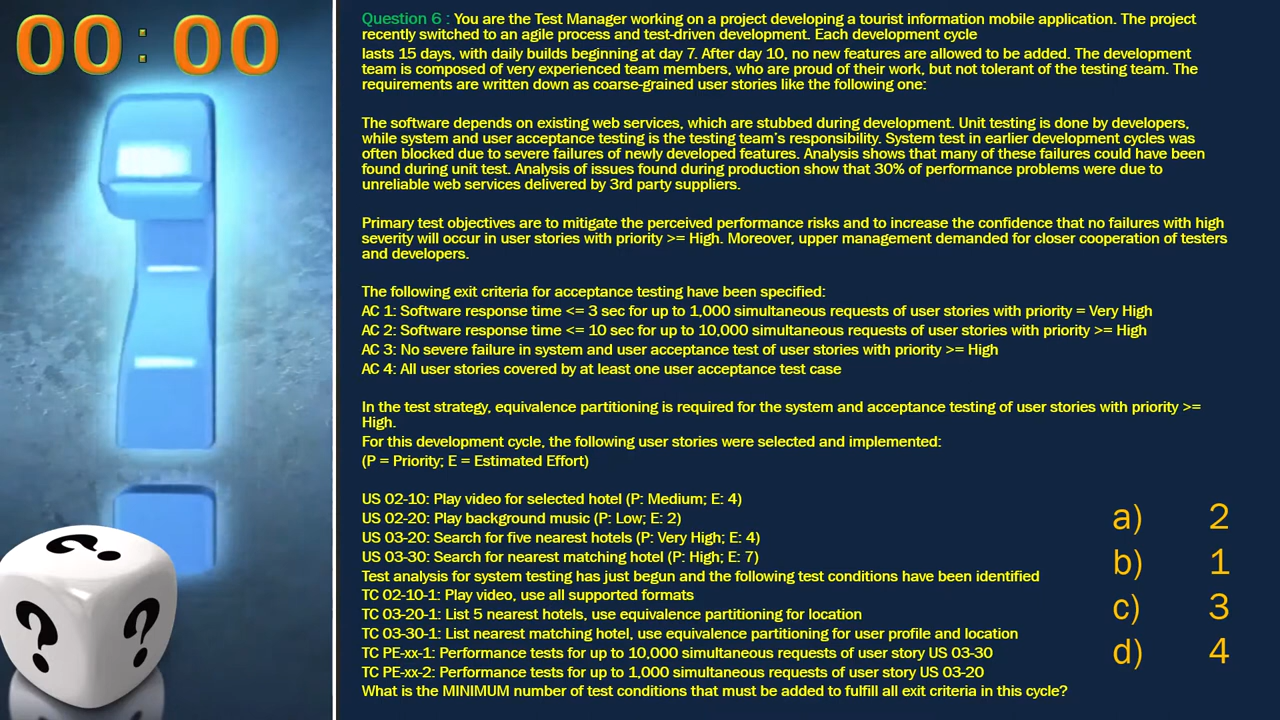 00:00
Question 6 : You are the Test Manager working on a project developing a tourist information mobile application. The project
recently switched to an agile process and test-driven development. Each development cycle
lasts 15 days, with daily builds beginning at day 7. After day 10, no new features are allowed to be added. The development
team is composed of very experienced team members, who are proud of their work, but not tolerant of the testing team. The
requirements are written down as coarse-grained user stories like the following one:
The software depends on existing web services, which are stubbed during development. Unit testing is done by developers,
while system and user acceptance testing is the testing team's responsibility. System test in earlier development cycles was
often blocked due to severe failures of newly developed features. Analysis shows that many of these failures could have been
found during unit test. Analysis of issues found during production show that 30% of performance problems were due to
unreliable web services delivered by 3rd party suppliers.
Primary test objectives are to mitigate the perceived performance risks and to increase the confidence that no failures with high
severity will occur in user stories with priority >= High. Moreover, upper management demanded for closer cooperation of testers
and developers.
The following exit criteria for acceptance testing have been specified:
AC 1: Software response time <= 3 sec for up to 1,000 simultaneous requests of user stories with priority = Very High
AC 2: Software response time <= 10 sec for up to 10,000 simultaneous requests of user stories with priority >= High
AC 3: No severe failure in system and user acceptance test of user stories with priority >= High
AC 4: All user stories covered by at least one user acceptance test case
In the test strategy, equivalence partitioning is required for the system and acceptance testing of user stories with priority >=
High.
For this development cycle, the following user stories were selected and implemented:
(P = Priority; E = Estimated Effort)
US 02-10: Play video for selected hotel (P: Medium; E: 4)
US 02-20: Play background music (P: Low; E: 2)
US 03-20: Search for five nearest hotels (P: Very High; E: 4)
US 03-30: Search for nearest matching hotel (P: High; E: 7)
Test analysis for system testing has just begun and the following test conditions have been identified
TC 02-10-1: Play video, use all supported formats
TC 03-20-1: List 5 nearest hotels, use equivalence partitioning for location
TC 03-30-1: List nearest matching hotel, use equivalence partitioning for user profile and location
TC PE-xx-1: Performance tests for up to 10,000 simultaneous requests of user story US 03-30
TC PE-xx-2: Performance tests for up to 1,000 simultaneous requests of user story US 03-20
What is the MINIMUM number of test conditions that must be added to fulfill all exit criteria in this cycle?
a) 2
b) 1
c) 3
d) 4
? ? ?